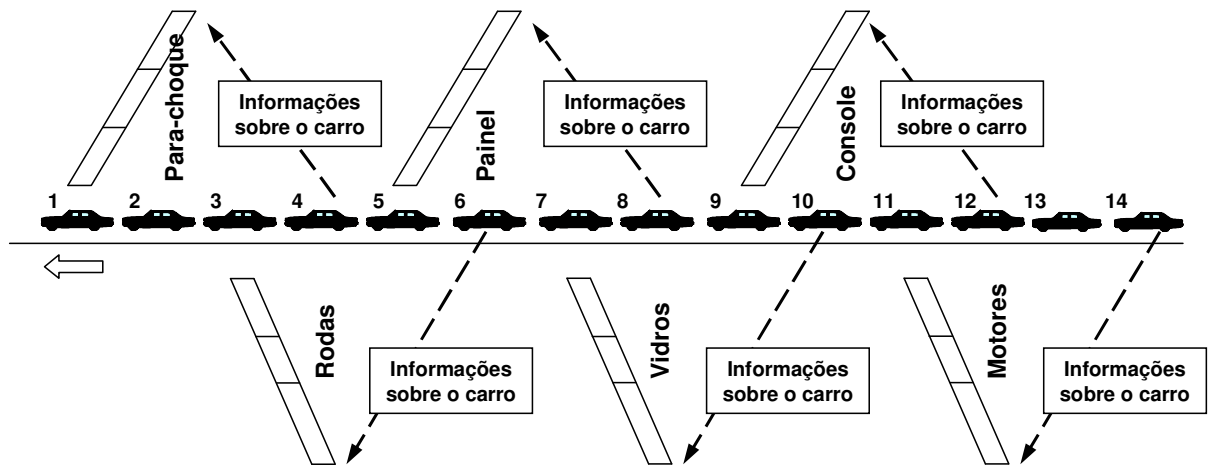 Para-choque
Informações
sobre o carro
Painel
Informações
sobre o carro
Console
Informações
sobre o carro
1 2 3 4 5 6 7 8 9 10 11 12 13 14
Rodas
Informações
sobre o carro
Vidros
Informações
sobre o carro
Motores
Informações
sobre o carro